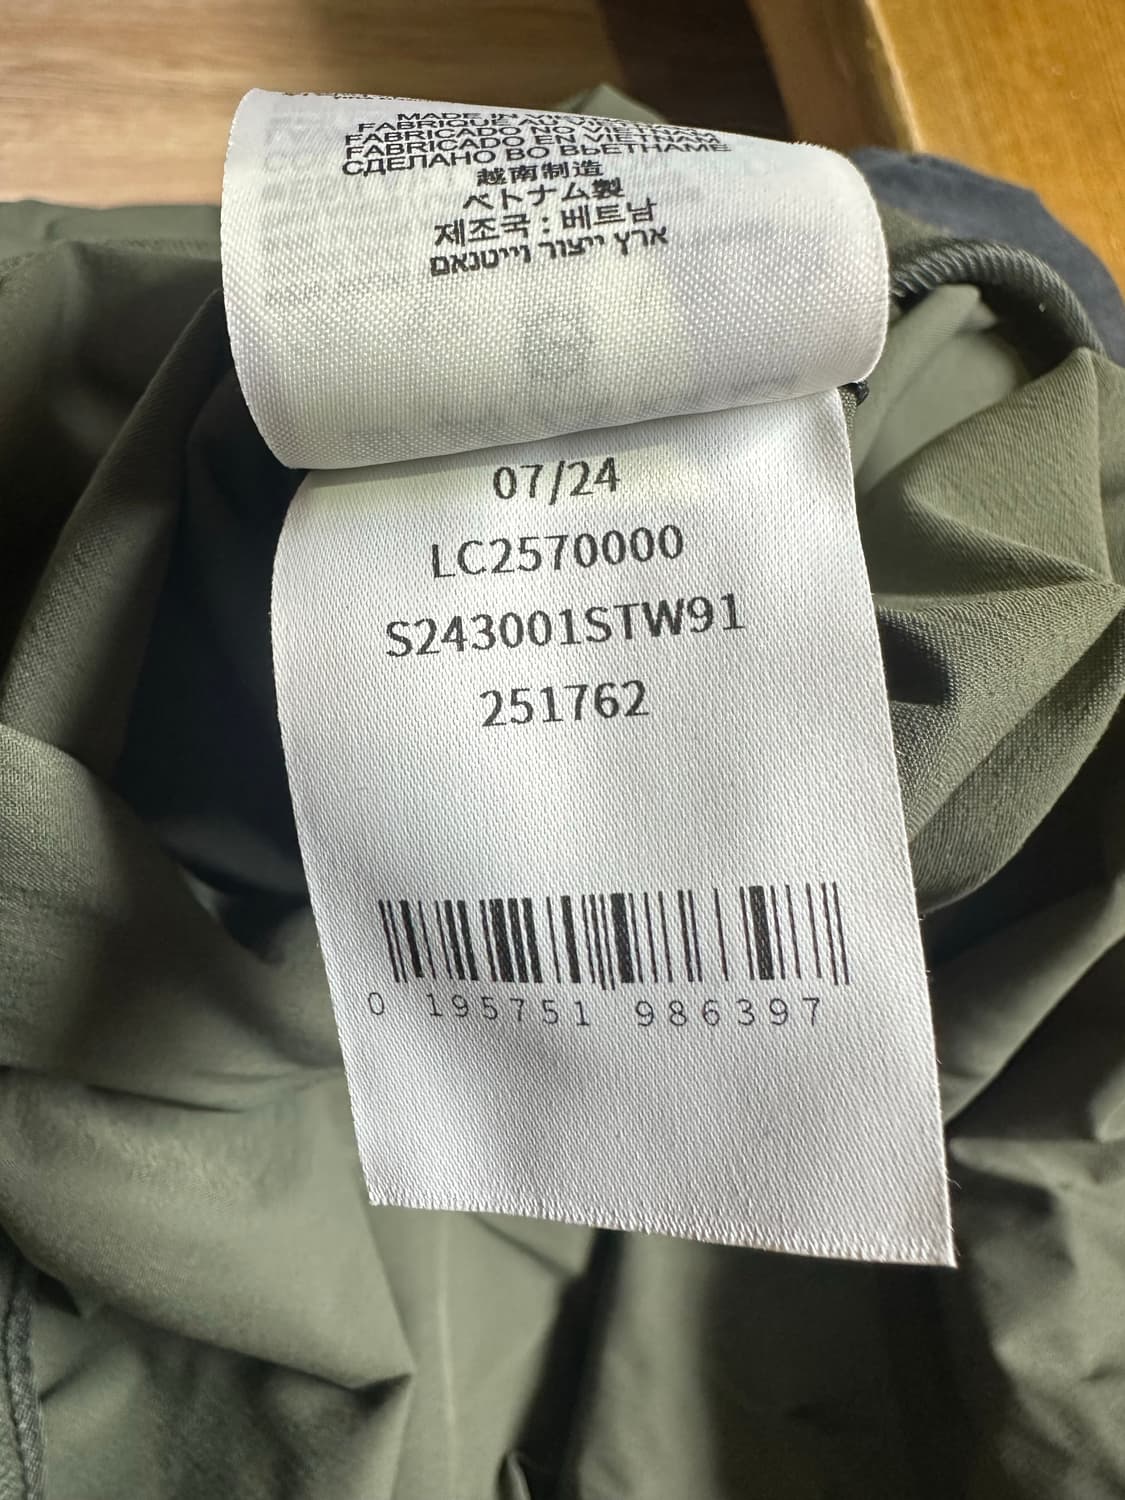 MADE IN VIETNAM
FABRIQUÉ AU VIETNAM
FABRICADO NO VIETNAM
FABRICADO EN VIETNAM
СДЕЛАНО ВО ВЬЕТНАМЕ
越南制造
ベトナム製
제조국 : 베트남
ארץ ייצור וייטנאם
07/24
LC2570000
S243001STW91
251762
0 195751 986397